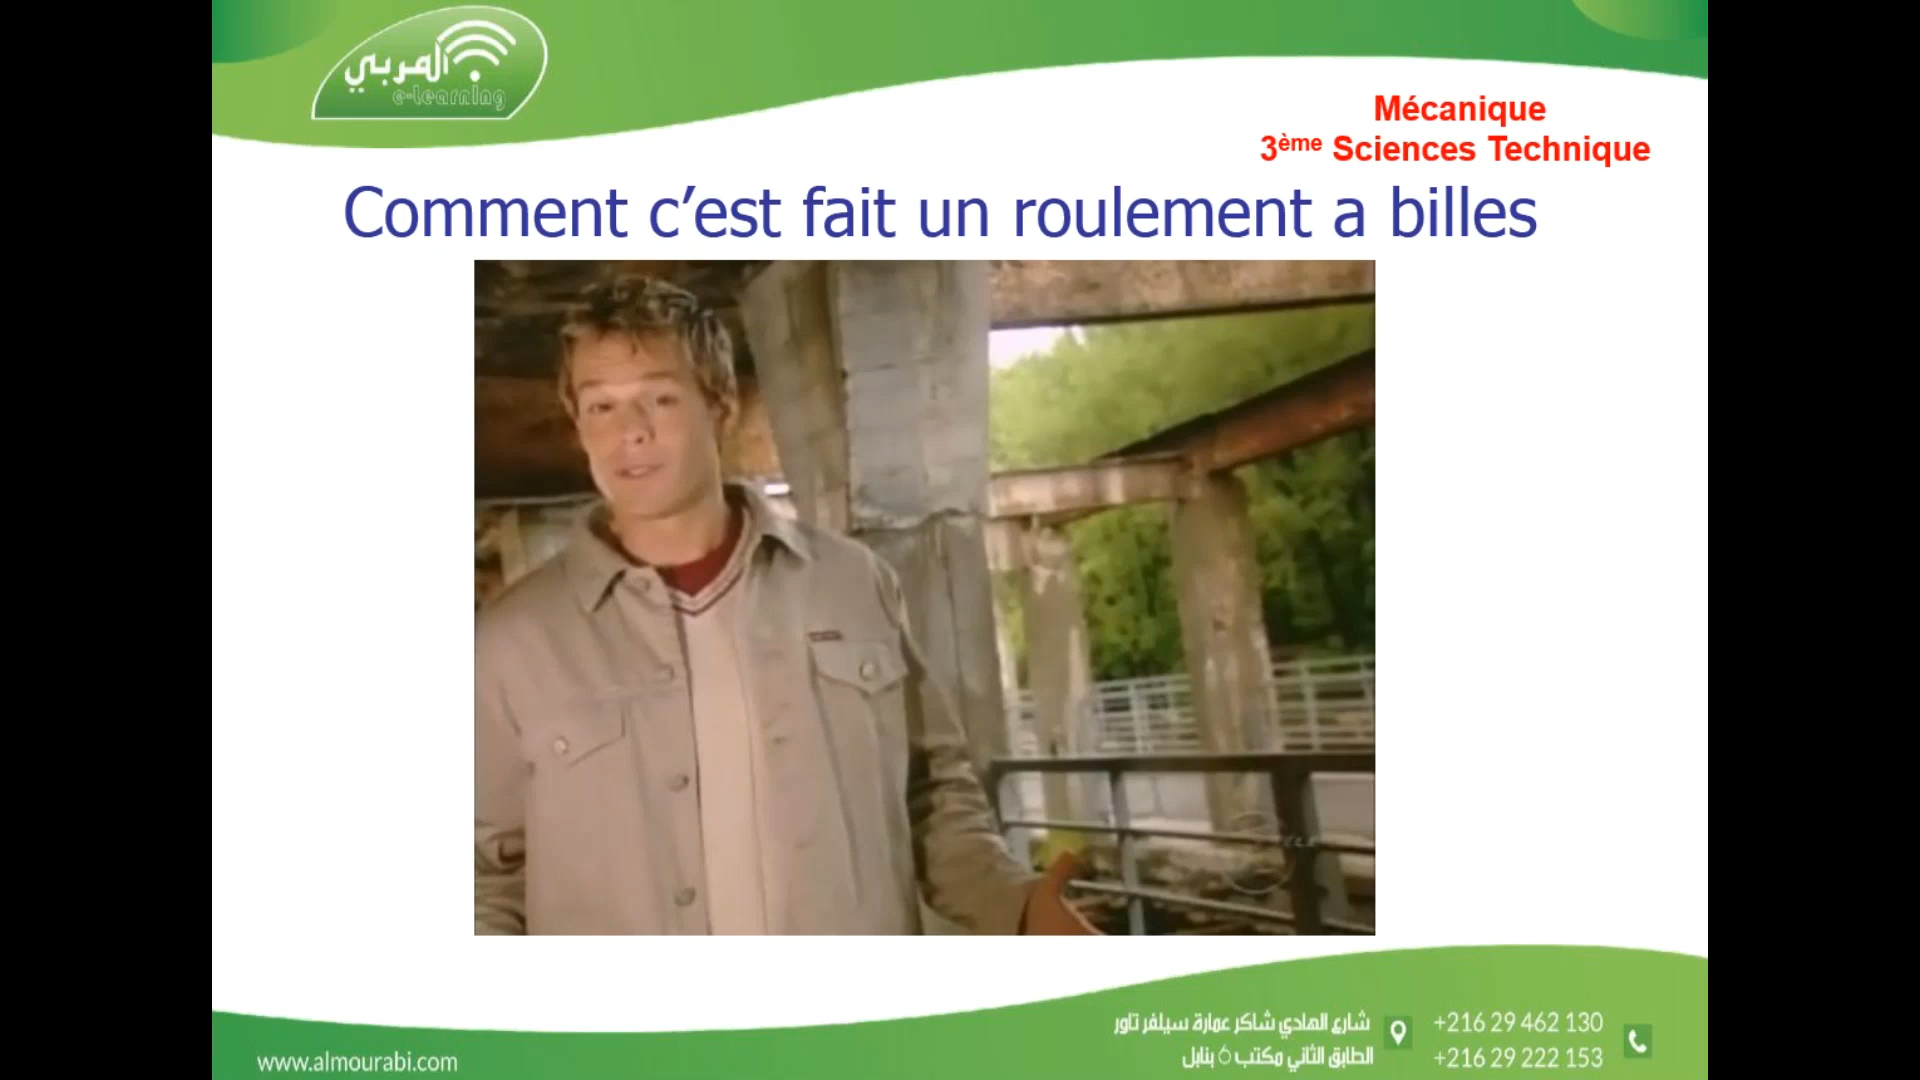 المربي
e-learning
Mécanique
3ème Sciences Technique
Comment c’est fait un roulement a billes
شارع الهادي شاكر عمارة سيلفر تاور
الطابق الثاني مكتب 6 بنابل
+216 29 462 130
+216 29 222 153
www.almourabi.com